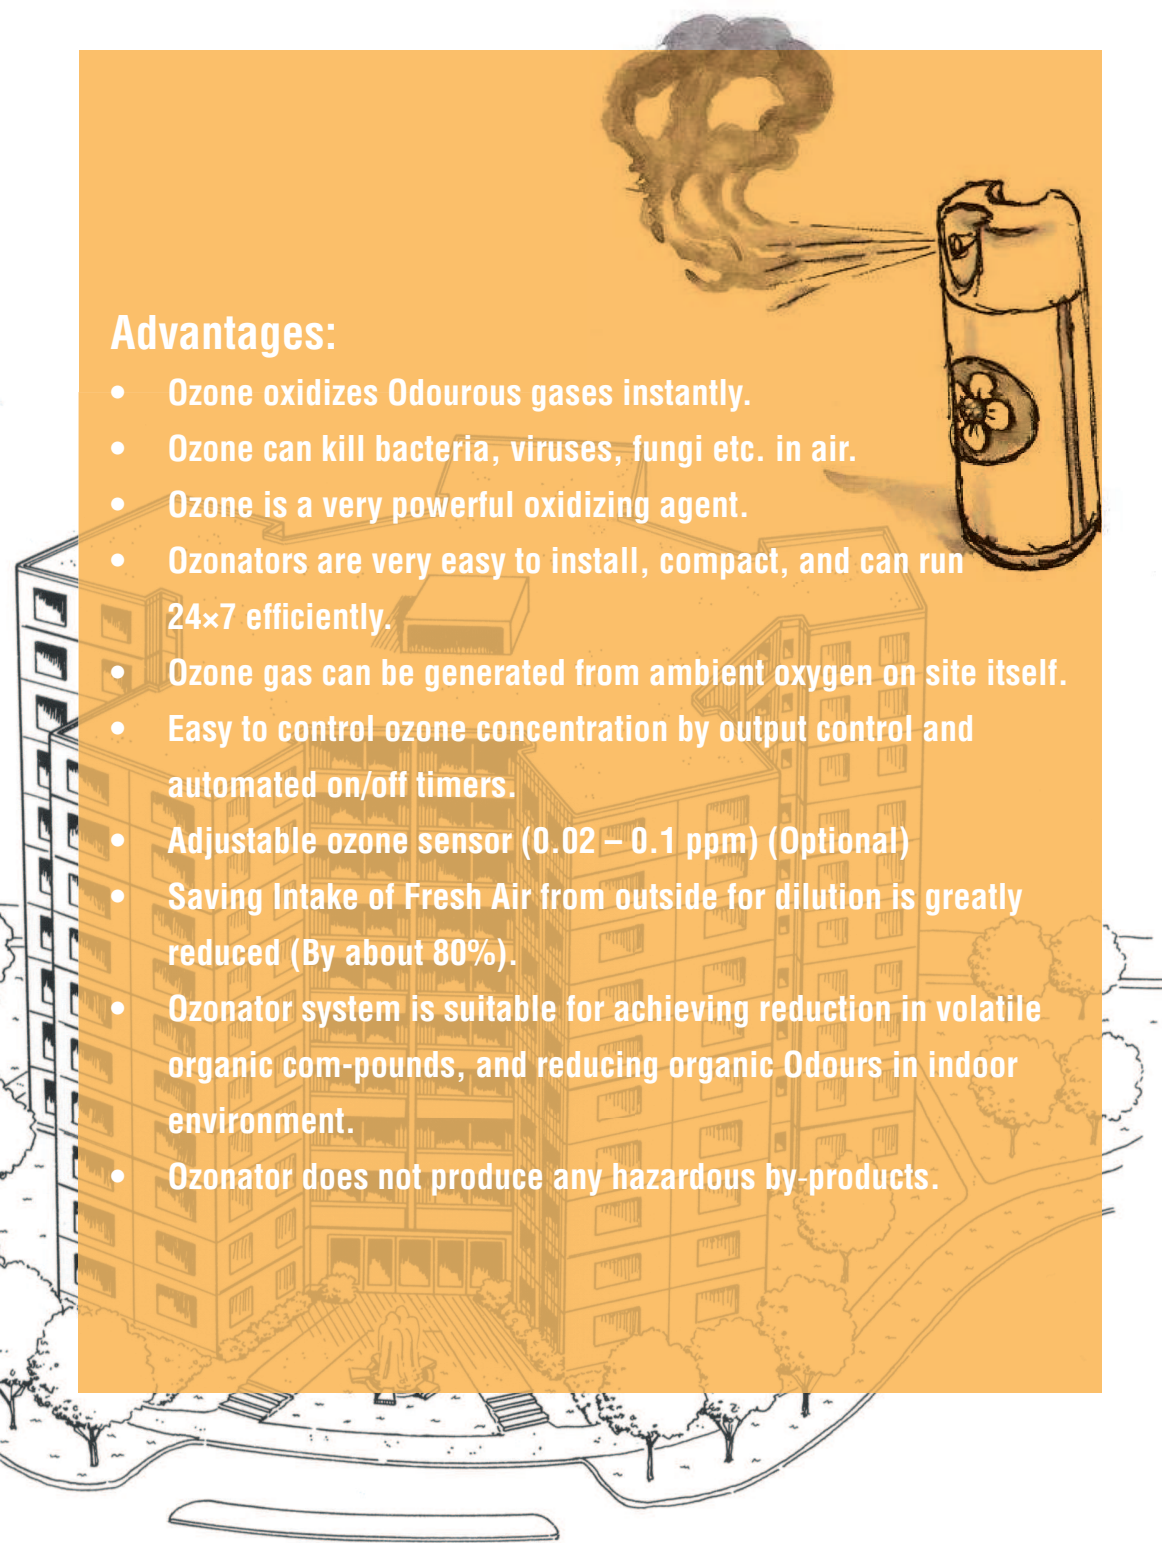 Advantages:
• Ozone oxidizes Odourous gases instantly.
• Ozone can kill bacteria, viruses, fungi etc. in air.
• Ozone is a very powerful oxidizing agent.
• Ozonators are very easy to install, compact, and can run
24×7 efficiently.
• Ozone gas can be generated from ambient oxygen on site itself.
• Easy to control ozone concentration by output control and
automated on/off timers.
• Adjustable ozone sensor (0.02 – 0.1 ppm) (Optional)
• Saving Intake of Fresh Air from outside for dilution is greatly
reduced (By about 80%).
• Ozonator system is suitable for achieving reduction in volatile
organic com-pounds, and reducing organic Odours in indoor
environment.
• Ozonator does not produce any hazardous by-products.